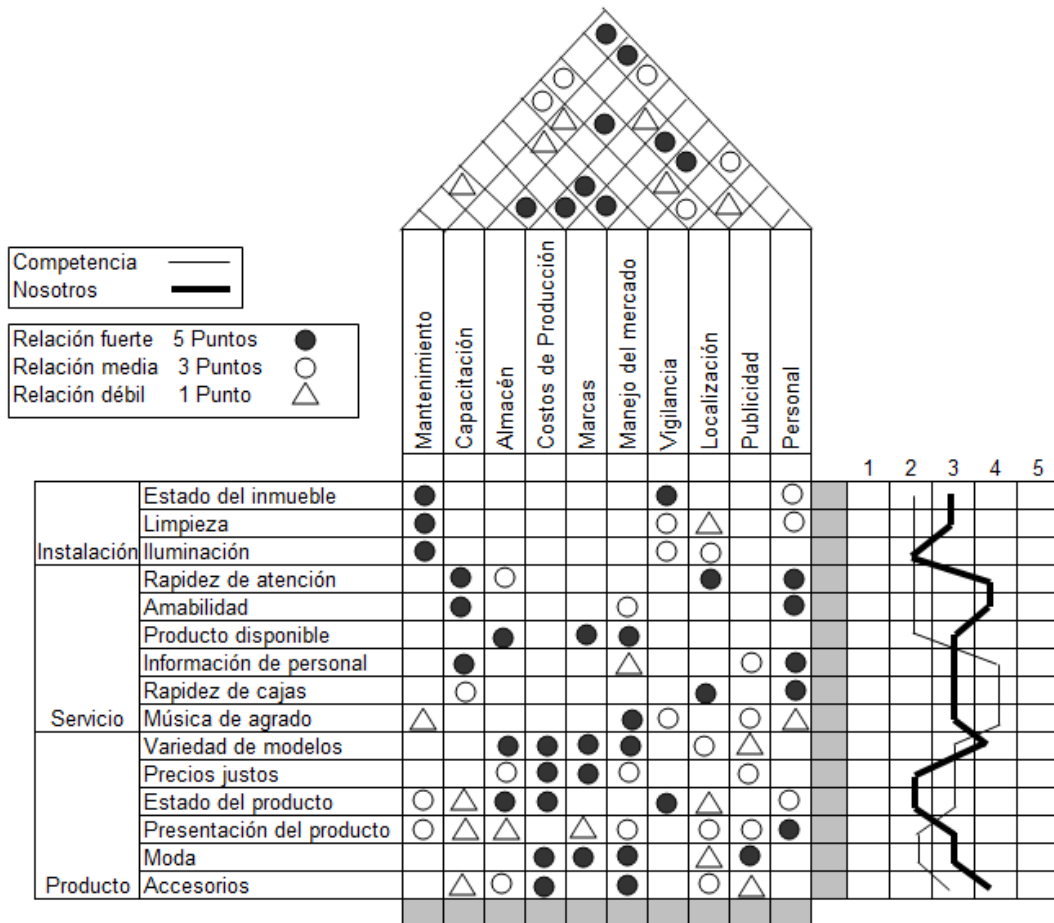 Competencia
Nosotros
Relación fuerte 5 Puntos
Relación media 3 Puntos
Relación débil 1 Punto
Mantenimiento
Capacitación
Almacén
Costos de Producción
Marcas
Manejo del mercado
Vigilancia
Localización
Publicidad
Personal
1 2 3 4 5
Estado del inmueble
Limpieza
Instalación Iluminación
Rapidez de atención
Amabilidad
Producto disponible
Información de personal
Rapidez de cajas
Servicio Música de agrado
Variedad de modelos
Precios justos
Estado del producto
Presentación del producto
Moda
Producto Accesorios